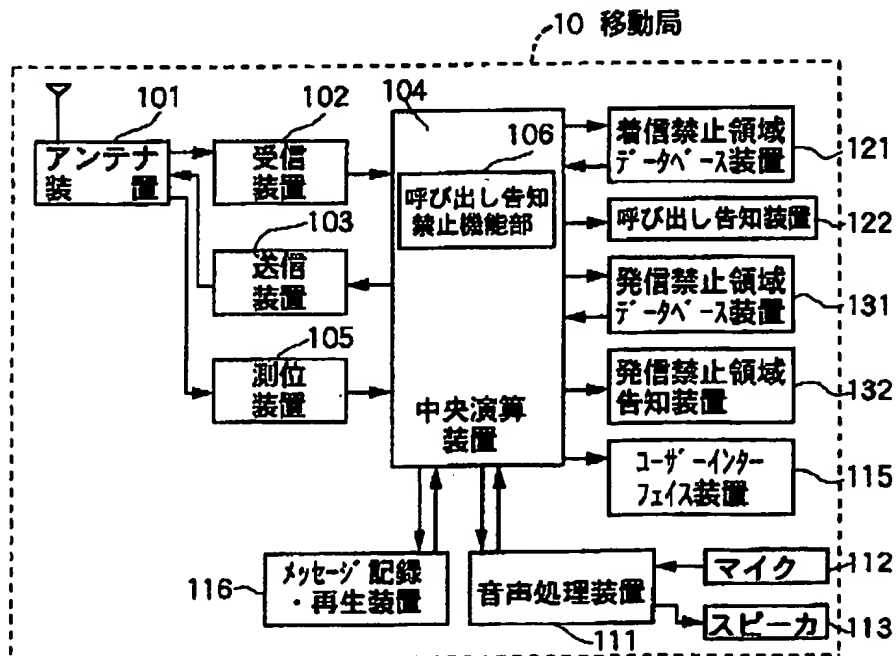 10 移動局
101
アンテナ
装置
102
受信
装置
103
送信
装置
105
測位
装置
104
106
呼び出し告知
禁止機能部
中央演算
装置
着信禁止領域
データベース装置
121
呼び出し告知装置
122
発信禁止領域
データベース装置
131
発信禁止領域
告知装置
132
ユーザーインター
フェイス装置
115
116
メッセージ記録
・再生装置
音声処理装置
111
マイク
112
スピーカ
113